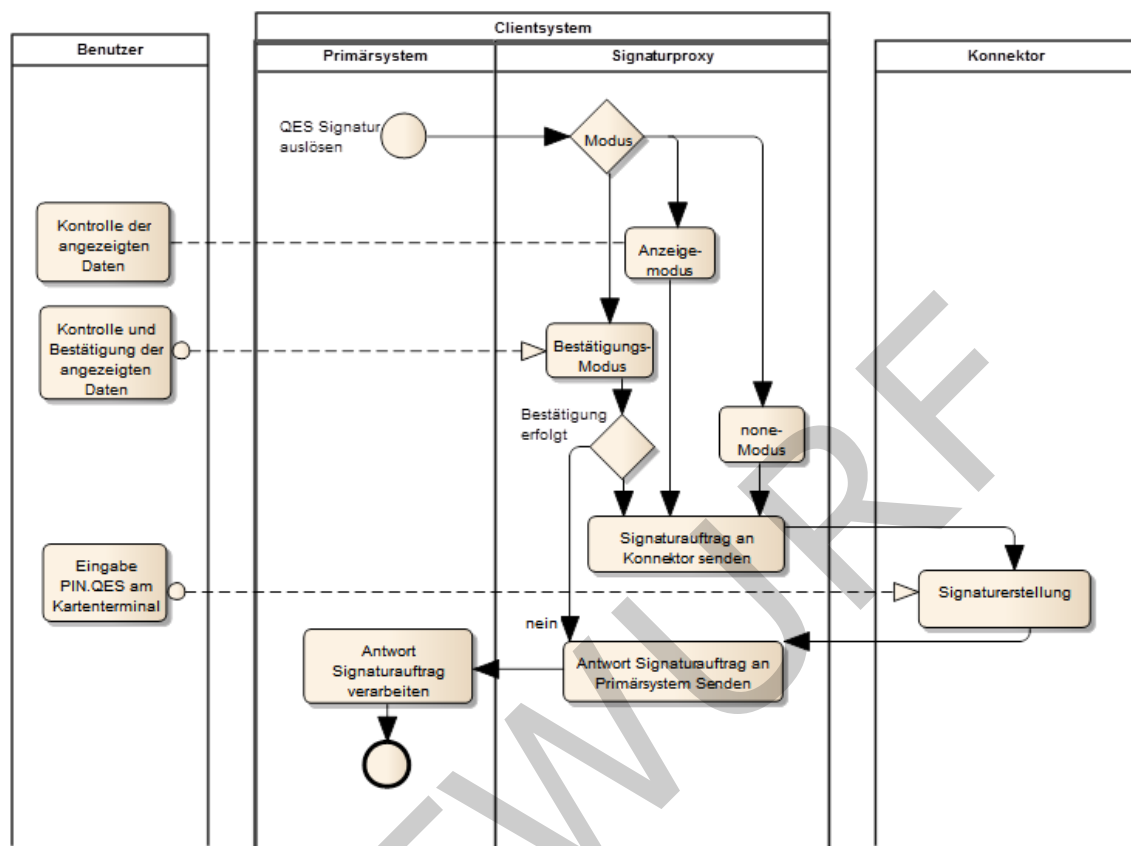 Clientsystem
Benutzer
Primärsystem
Signaturproxy
Konnektor
QES Signatur
auslösen
Modus
Kontrolle der
angezeigten
Daten
Anzeige-
modus
Kontrolle und
Bestätigung der
angezeigten
Daten
Bestätigungs-
Modus
Bestätigung
erfolgt
none-
Modus
Signaturauftrag an
Konnektor senden
Eingabe
PIN.QES am
Kartenterminal
Signaturerstellung
nein
Antwort
Signaturauftrag
verarbeiten
Antwort Signaturauftrag an
Primärsystem Senden
TWURF